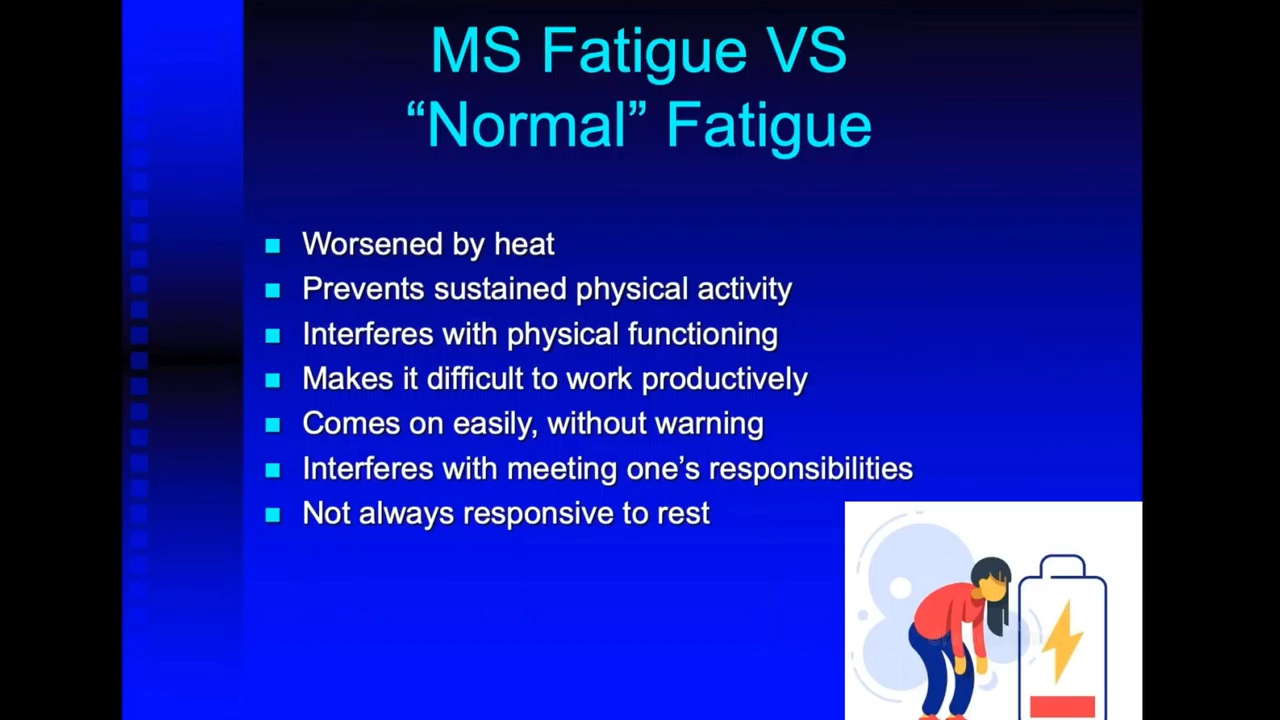 MS Fatigue VS
“Normal” Fatigue
Worsened by heat
Prevents sustained physical activity
Interferes with physical functioning
Makes it difficult to work productively
Comes on easily, without warning
Interferes with meeting one’s responsibilities
Not always responsive to rest